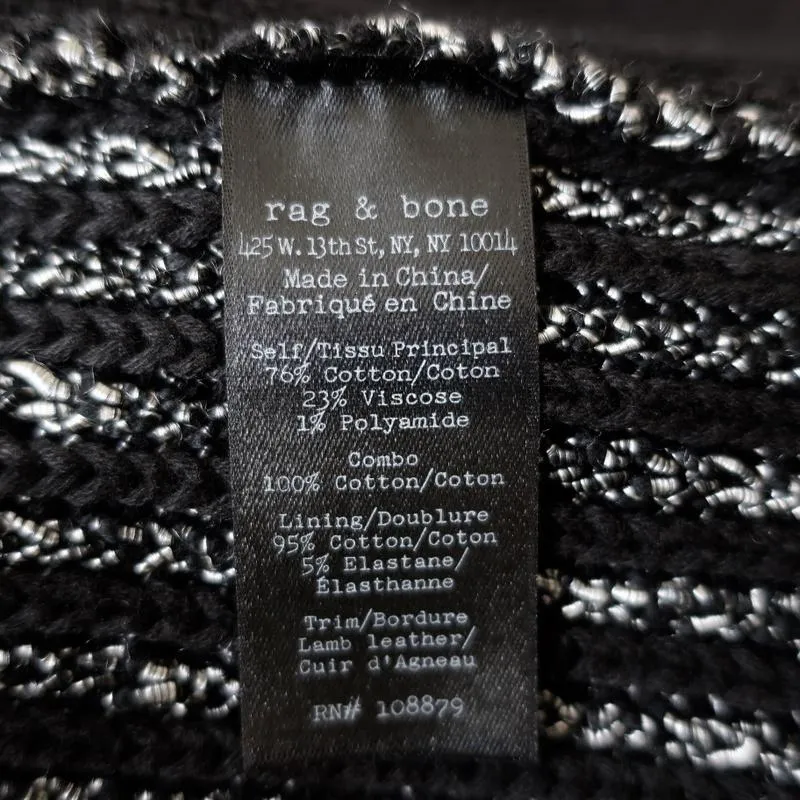 rag & bone
425 W. 13th St, NY, NY 10014
Made in China/
Fabriqué en Chine
Self/Tissu Principal
76% Cotton/Coton
23% Viscose
1% Polyamide
Combo
100% Cotton/Coton
Lining/Doublure
95% Cotton/Coton
5% Elastane/
Élasthanne
Trim/Bordure
Lamb leather/
Cuir d'Agneau
RN# 108879